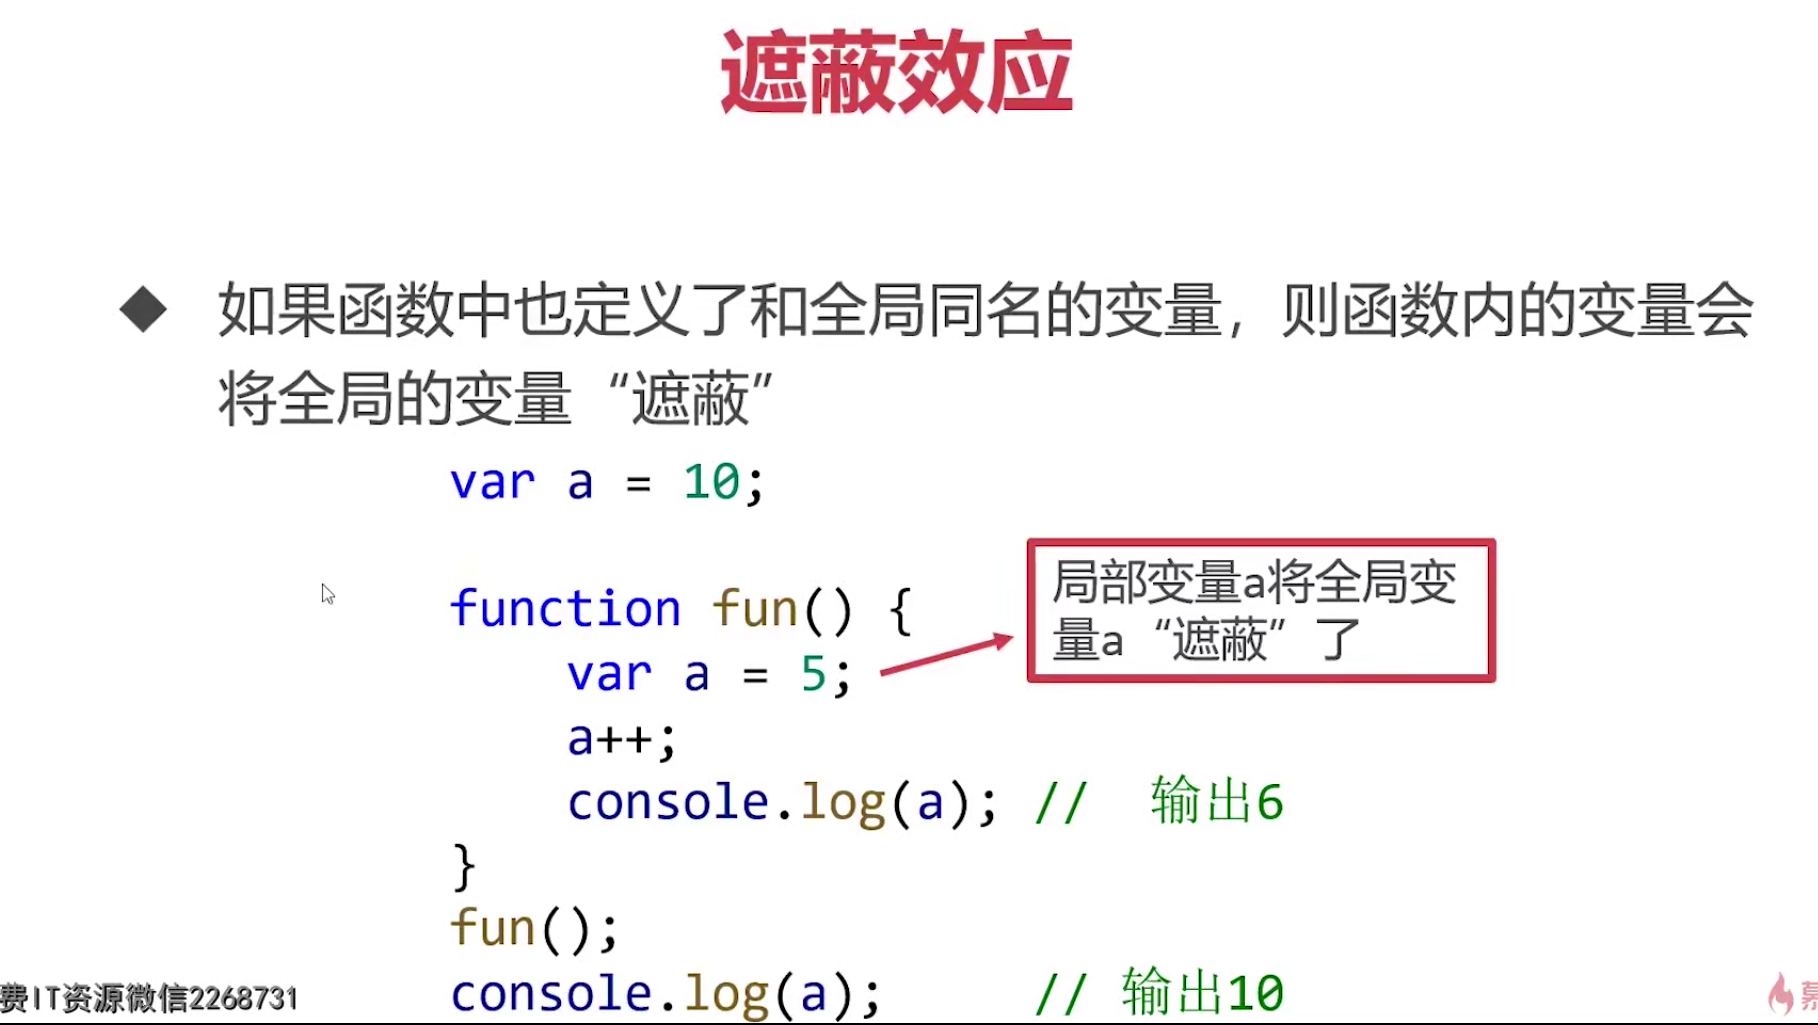 遮蔽效应
◆ 如果函数中也定义了和全局同名的变量，则函数内的变量会
将全局的变量“遮蔽”
var a = 10;
function fun() {
局部变量a将全局变
量a“遮蔽”了
var a = 5;
a++;
console.log(a); // 输出6
}
fun();
console.log(a); // 输出10
费IT资源微信2268731